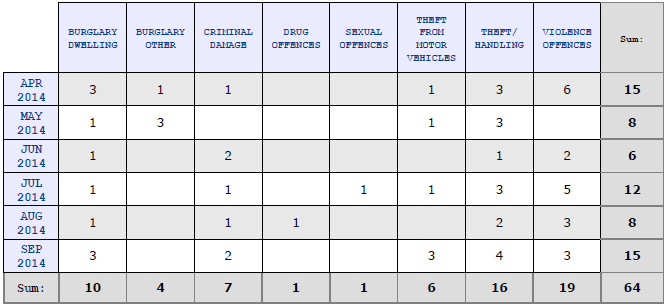 BURGLARY DWELLING BURGLARY OTHER CRIMINAL DAMAGE DRUG OFFENCES SEXUAL OFFENCES THEFT FROM MOTOR VEHICLES THEFT/ HANDLING VIOLENCE OFFENCES Sum:
APR 2014 3 1 1 1 3 6 15
MAY 2014 1 3 1 3 8
JUN 2014 1 2 1 2 6
JUL 2014 1 1 1 1 3 5 12
AUG 2014 1 1 1 2 3 8
SEP 2014 3 2 3 4 3 15
Sum: 10 4 7 1 1 6 16 19 64